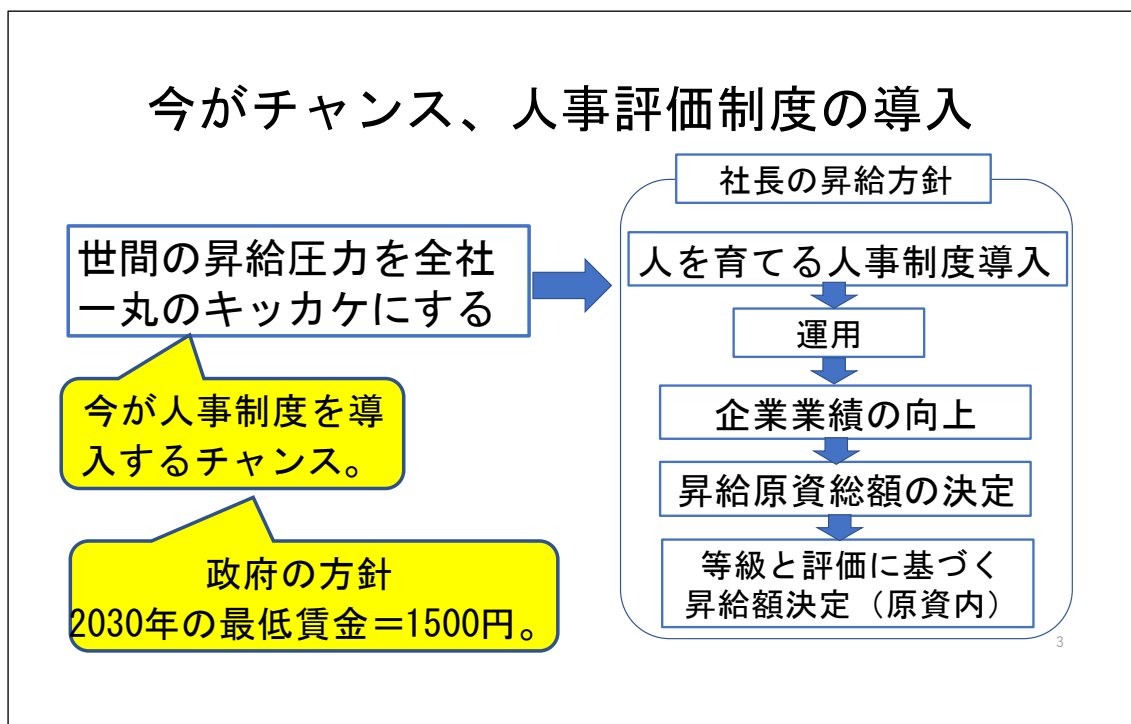 今がチャンス、人事評価制度の導入
世間の昇給圧力を全社
一丸のキッカケにする
今が人事制度を導
入するチャンス。
政府の方針
2030年の最低賃金＝1500円。
社長の昇給方針
人を育てる人事制度導入
運用
企業業績の向上
昇給原資総額の決定
等級と評価に基づく
昇給額決定（原資内）
3